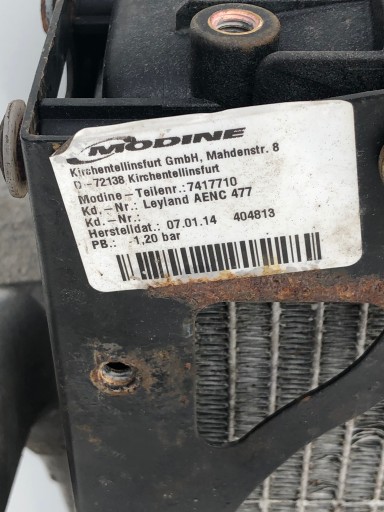 MODINE
Kirchentellinsfurt GmbH, Mahdenstr. 8
D-72138 Kirchentellinsfurt
Modine-Teilenr.:7417710
Kd.-Nr.: Leyland AENC 477
Kd.-Nr.:
Herstelldat.: 07.01.14 404813
PB.: 1,20 bar